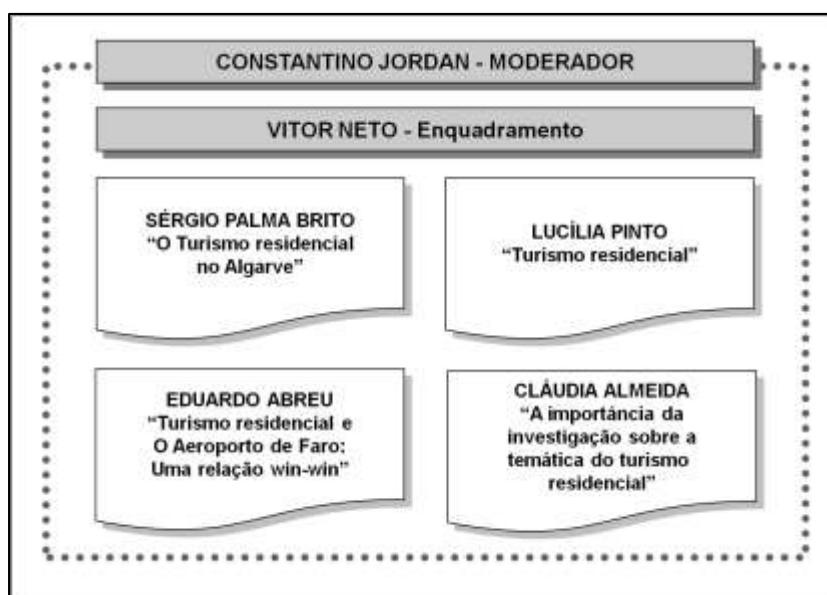 CONSTANTINO JORDAN - MODERADOR
VITOR NETO - Enquadramento
SÉRGIO PALMA BRITO
“O Turismo residencial
no Algarve”
LUCÍLIA PINTO
“Turismo residencial”
EDUARDO ABREU
“Turismo residencial e
O Aeroporto de Faro:
Uma relação win-win”
CLÁUDIA ALMEIDA
“A importância da
investigação sobre a
temática do turismo
residencial”